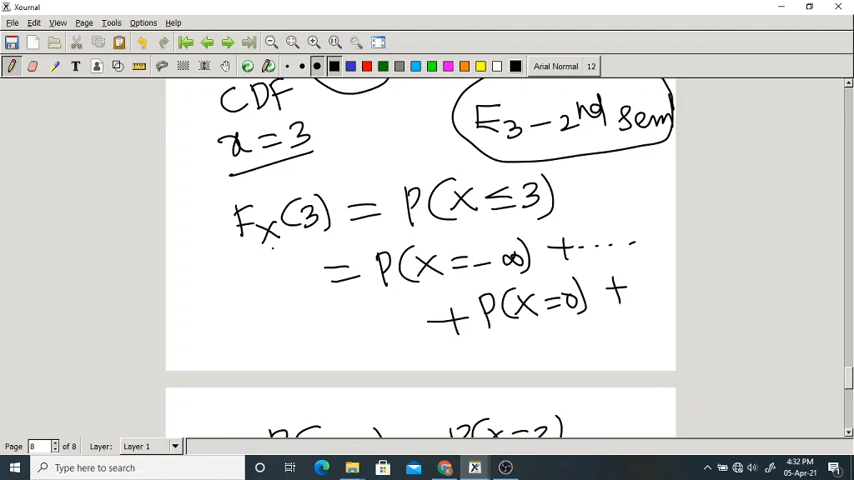 Xournal
File Edit View Page Tools Options Help
Arial Normal 12
CDF
x = 3
E3 – 2nd Sem
FX(3) = P(X ≤ 3)
= P(X = – ∞) + .....
+ P(X = 0) +
Page 8 of 8 Layer: Layer 1
Type here to search
4:32 PM
05-Apr-21